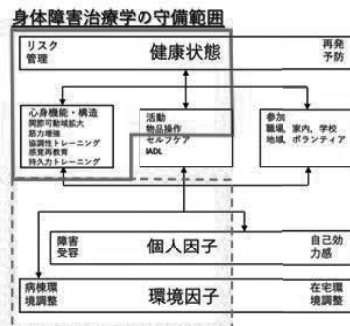 身体障害治療学の守備範囲
リスク
管理
健康状態
再発
予防
心身機能・構造
関節可動域拡大
筋力増強
協調性トレーニング
感覚再教育
持久力トレーニング
活動
物品操作
セルフケア
IADL
参加
職場，家内，学校
地域，ボランティア
障害
受容
個人因子
自己効
力感
病棟環
境調整
環境因子
在宅環
境調整